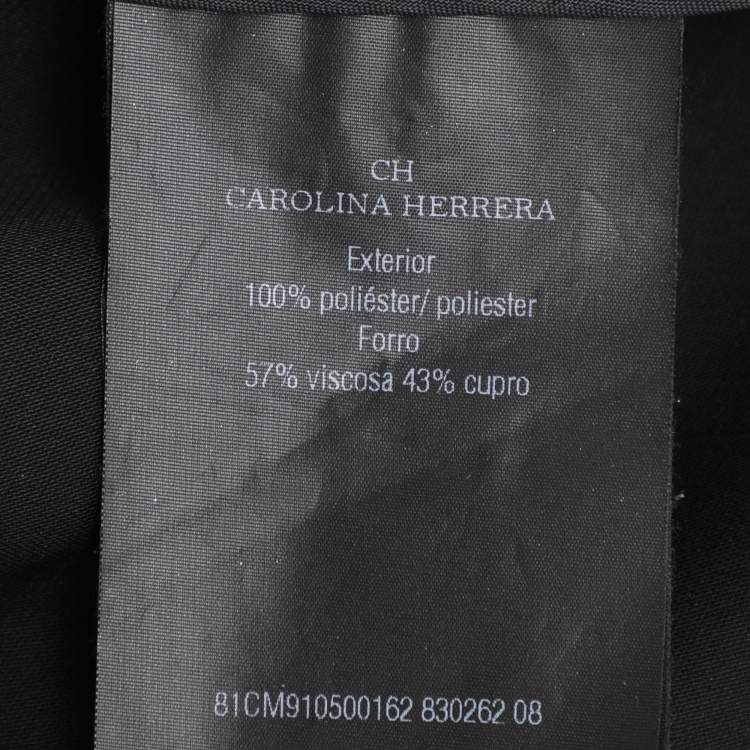 CH
CAROLINA HERRERA
Exterior
100% poliéster/ poliester
Forro
57% viscosa 43% cupro
81CM910500162 830262 08